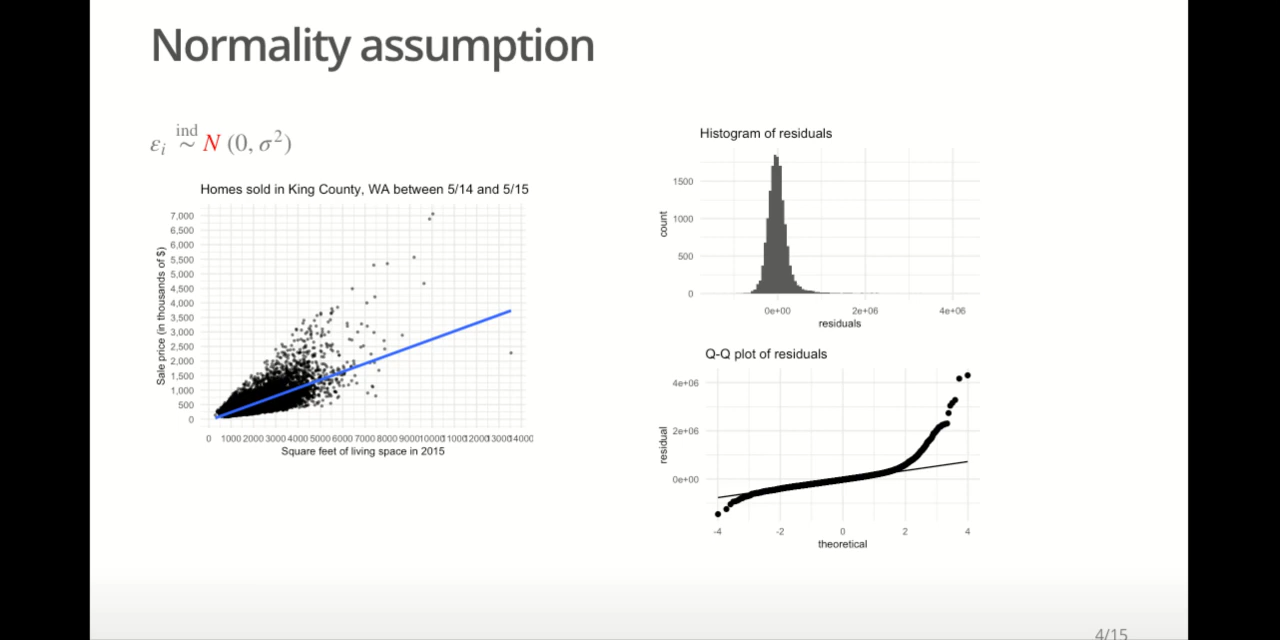 Normality assumption
εᵢ ind ∼ N (0, σ²)
Homes sold in King County, WA between 5/14 and 5/15
Sale price (in thousands of $)
7,000
6,500
6,000
5,500
5,000
4,500
4,000
3,500
3,000
2,500
2,000
1,500
1,000
500
0
0 1000 2000 3000 4000 5000 6000 7000 8000 9000 10000 11000 12000 13000 14000
Square feet of living space in 2015
Histogram of residuals
count
1500
1000
500
0
0e+00 2e+06 4e+06
residuals
Q-Q plot of residuals
residual
4e+06
2e+06
0e+00
-4 -2 0 2 4
theoretical
4/15